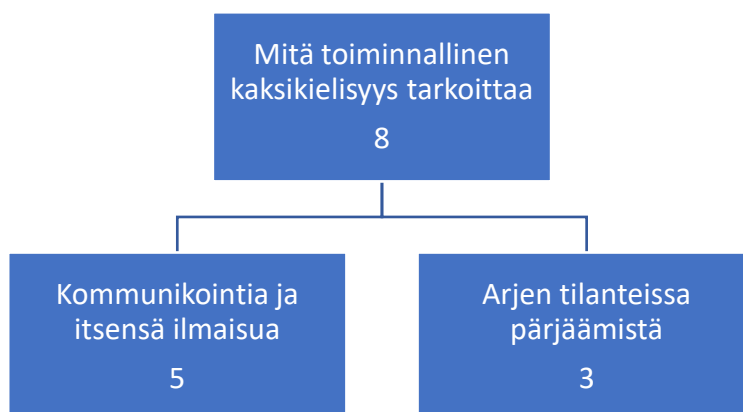 Mitä toiminnallinen
kaksikielisyys tarkoittaa
8
Kommunikointia ja
itsensä ilmaisua
5
Arjen tilanteissa
pärjäämistä
3